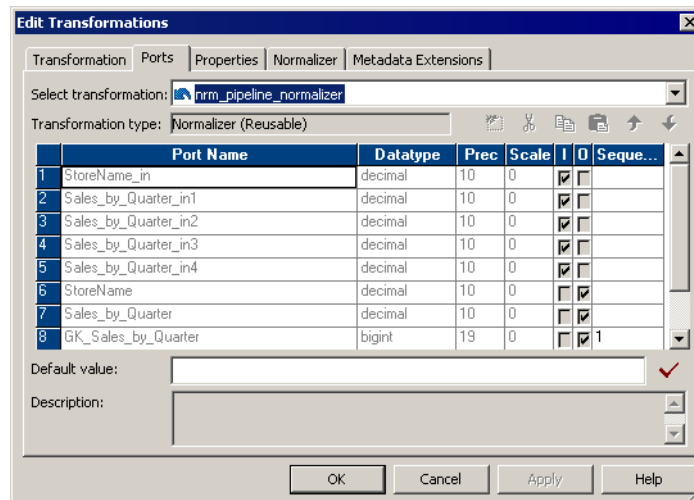 Edit Transformations
Transformation Ports Properties Normalizer Metadata Extensions
Select transformation: nrm_pipeline_normalizer
Transformation type: Normalizer (Reusable)
Port Name Datatype Prec Scale I O Seque...
1 StoreName_in decimal 10 0
2 Sales_by_Quarter_in1 decimal 10 0
3 Sales_by_Quarter_in2 decimal 10 0
4 Sales_by_Quarter_in3 decimal 10 0
5 Sales_by_Quarter_in4 decimal 10 0
6 StoreName decimal 10 0
7 Sales_by_Quarter decimal 10 0
8 GK_Sales_by_Quarter bigint 19 0 1
Default value:
Description:
OK Cancel Apply Help